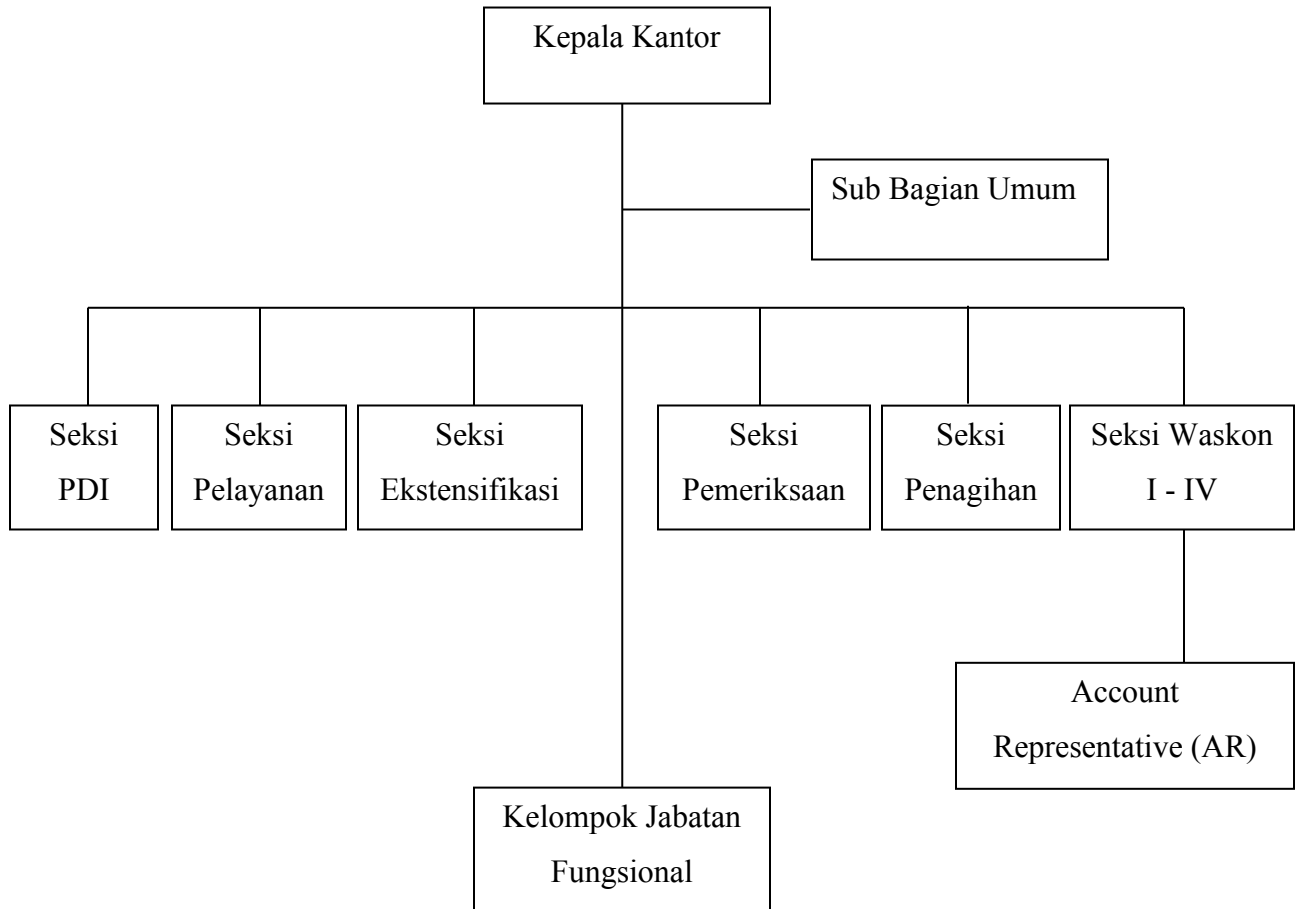 Kepala Kantor
Sub Bagian Umum
Seksi
PDI
Seksi
Pelayanan
Seksi
Ekstensifikasi
Seksi
Pemeriksaan
Seksi
Penagihan
Seksi Waskon
I - IV
Account
Representative (AR)
Kelompok Jabatan
Fungsional